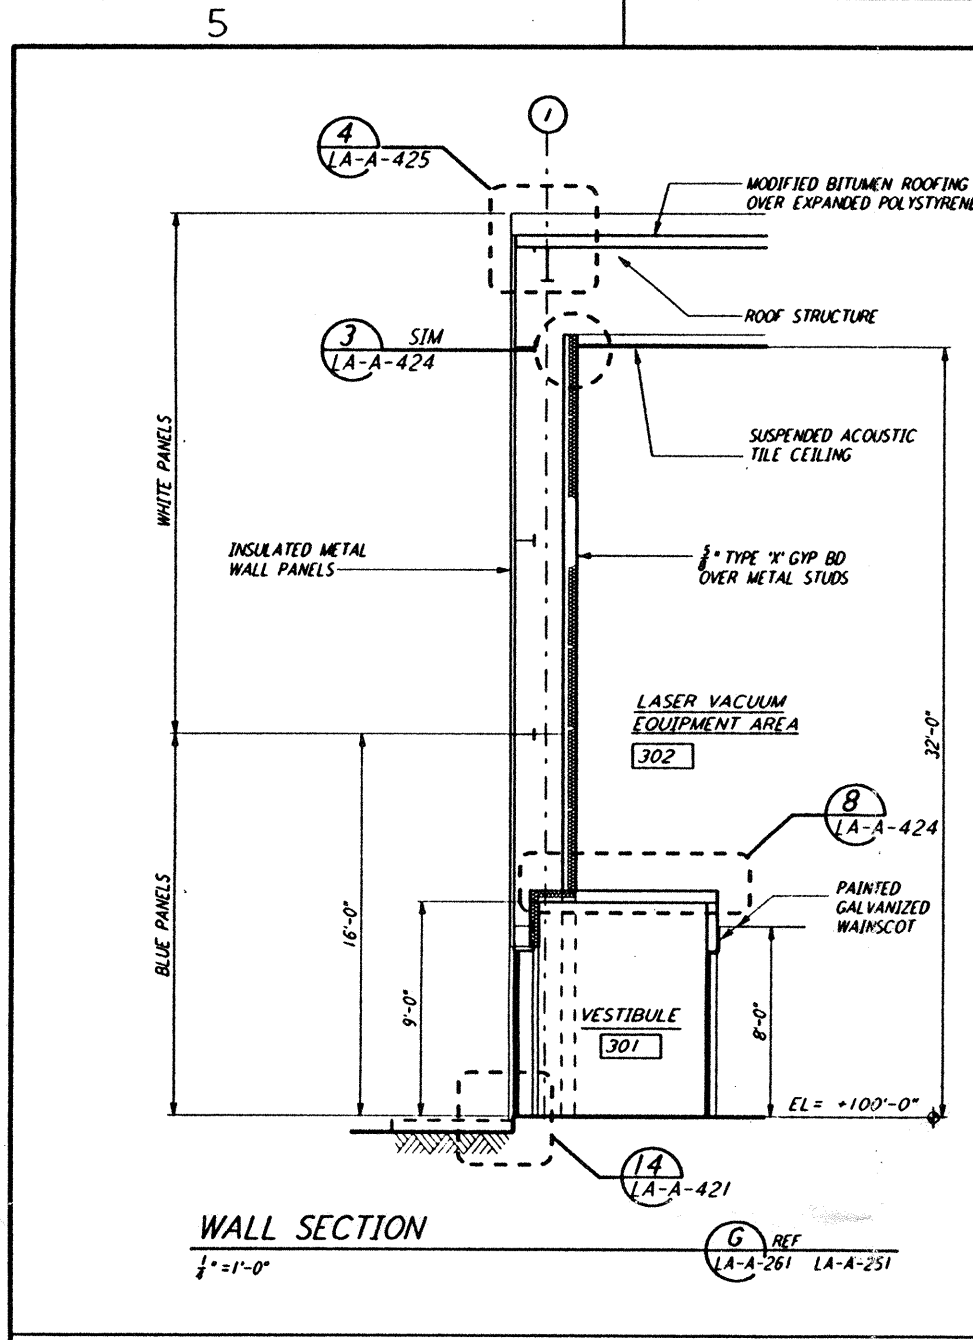 5
1
4
LA-A-425
MODIFIED BITUMEN ROOFING
OVER EXPANDED POLYSTYRENE
ROOF STRUCTURE
3 SIM
LA-A-424
WHITE PANELS
SUSPENDED ACOUSTIC
TILE CEILING
INSULATED METAL
WALL PANELS
5/8" TYPE 'X' GYP BD
OVER METAL STUDS
LASER VACUUM
EQUIPMENT AREA
302
32'-0"
8
LA-A-424
BLUE PANELS
16'-0"
9'-0"
PAINTED
GALVANIZED
WAINSCOT
VESTIBULE
301
8'-0"
EL= +100'-0"
14
LA-A-421
WALL SECTION
1/4"=1'-0"
G REF
LA-A-261 LA-A-251